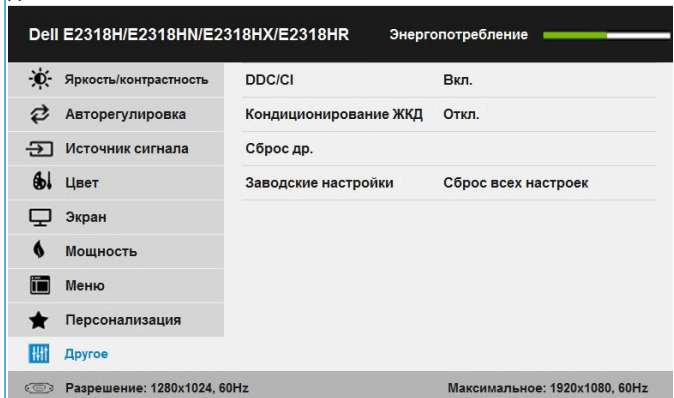 Dell E2318H/E2318HN/E2318HX/E2318HR Энергопотребление
Яркость/контрастность DDC/CI Вкл.
Авторегулировка Кондиционирование ЖКД Откл.
Источник сигнала Сброс др.
Цвет Заводские настройки Сброс всех настроек
Экран
Мощность
Меню
Персонализация
Другое
Разрешение: 1280x1024, 60Hz Максимальное: 1920x1080, 60Hz